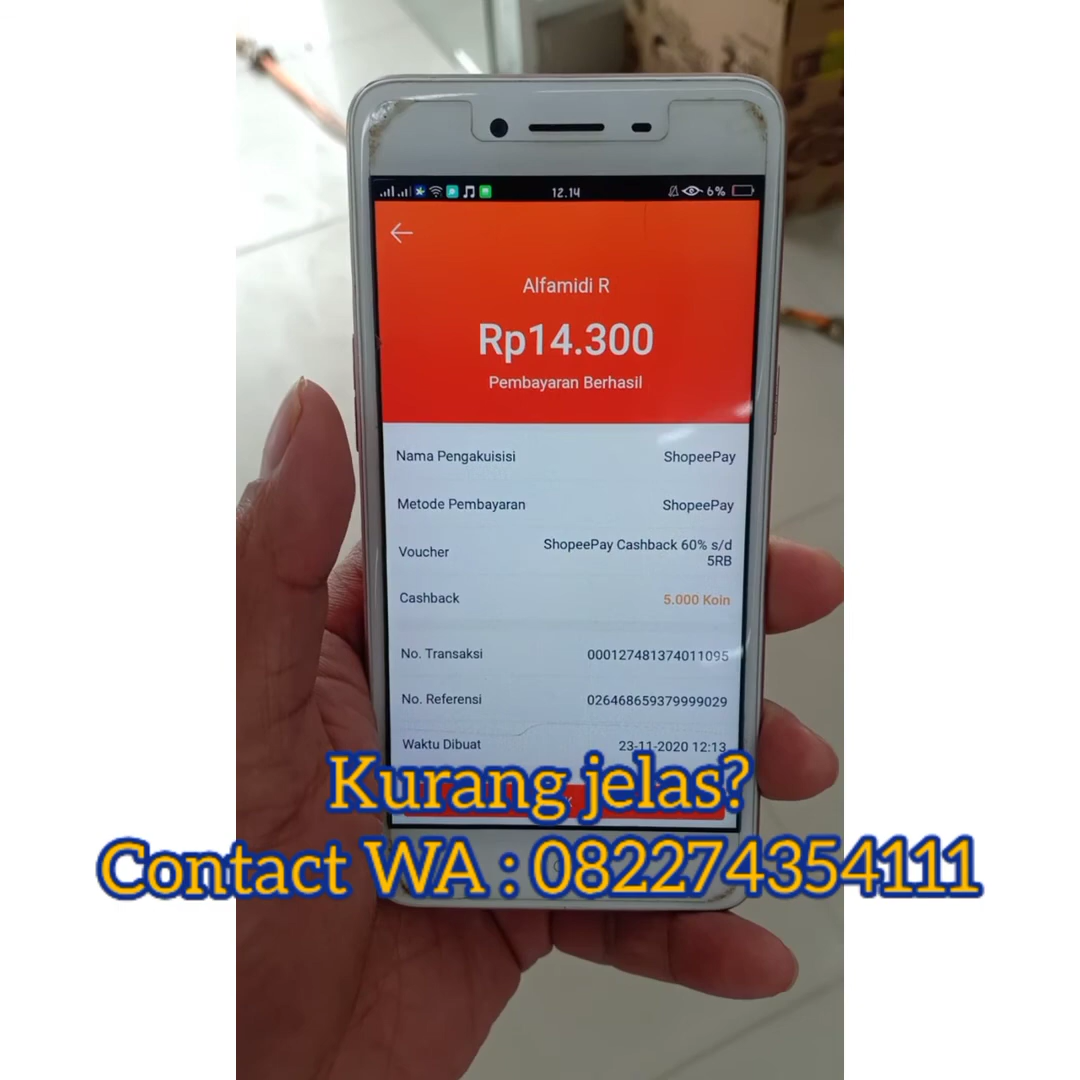 12.14
6%
Alfamidi R
Rp14.300
Pembayaran Berhasil
Nama Pengakuisisi ShopeePay
Metode Pembayaran ShopeePay
Voucher ShopeePay Cashback 60% s/d
5RB
Cashback 5.000 Koin
No. Transaksi 000127481374011095
No. Referensi 026468659379999029
Waktu Dibuat 23-11-2020 12:13
Kurang jelas?
Contact WA : 082274354111